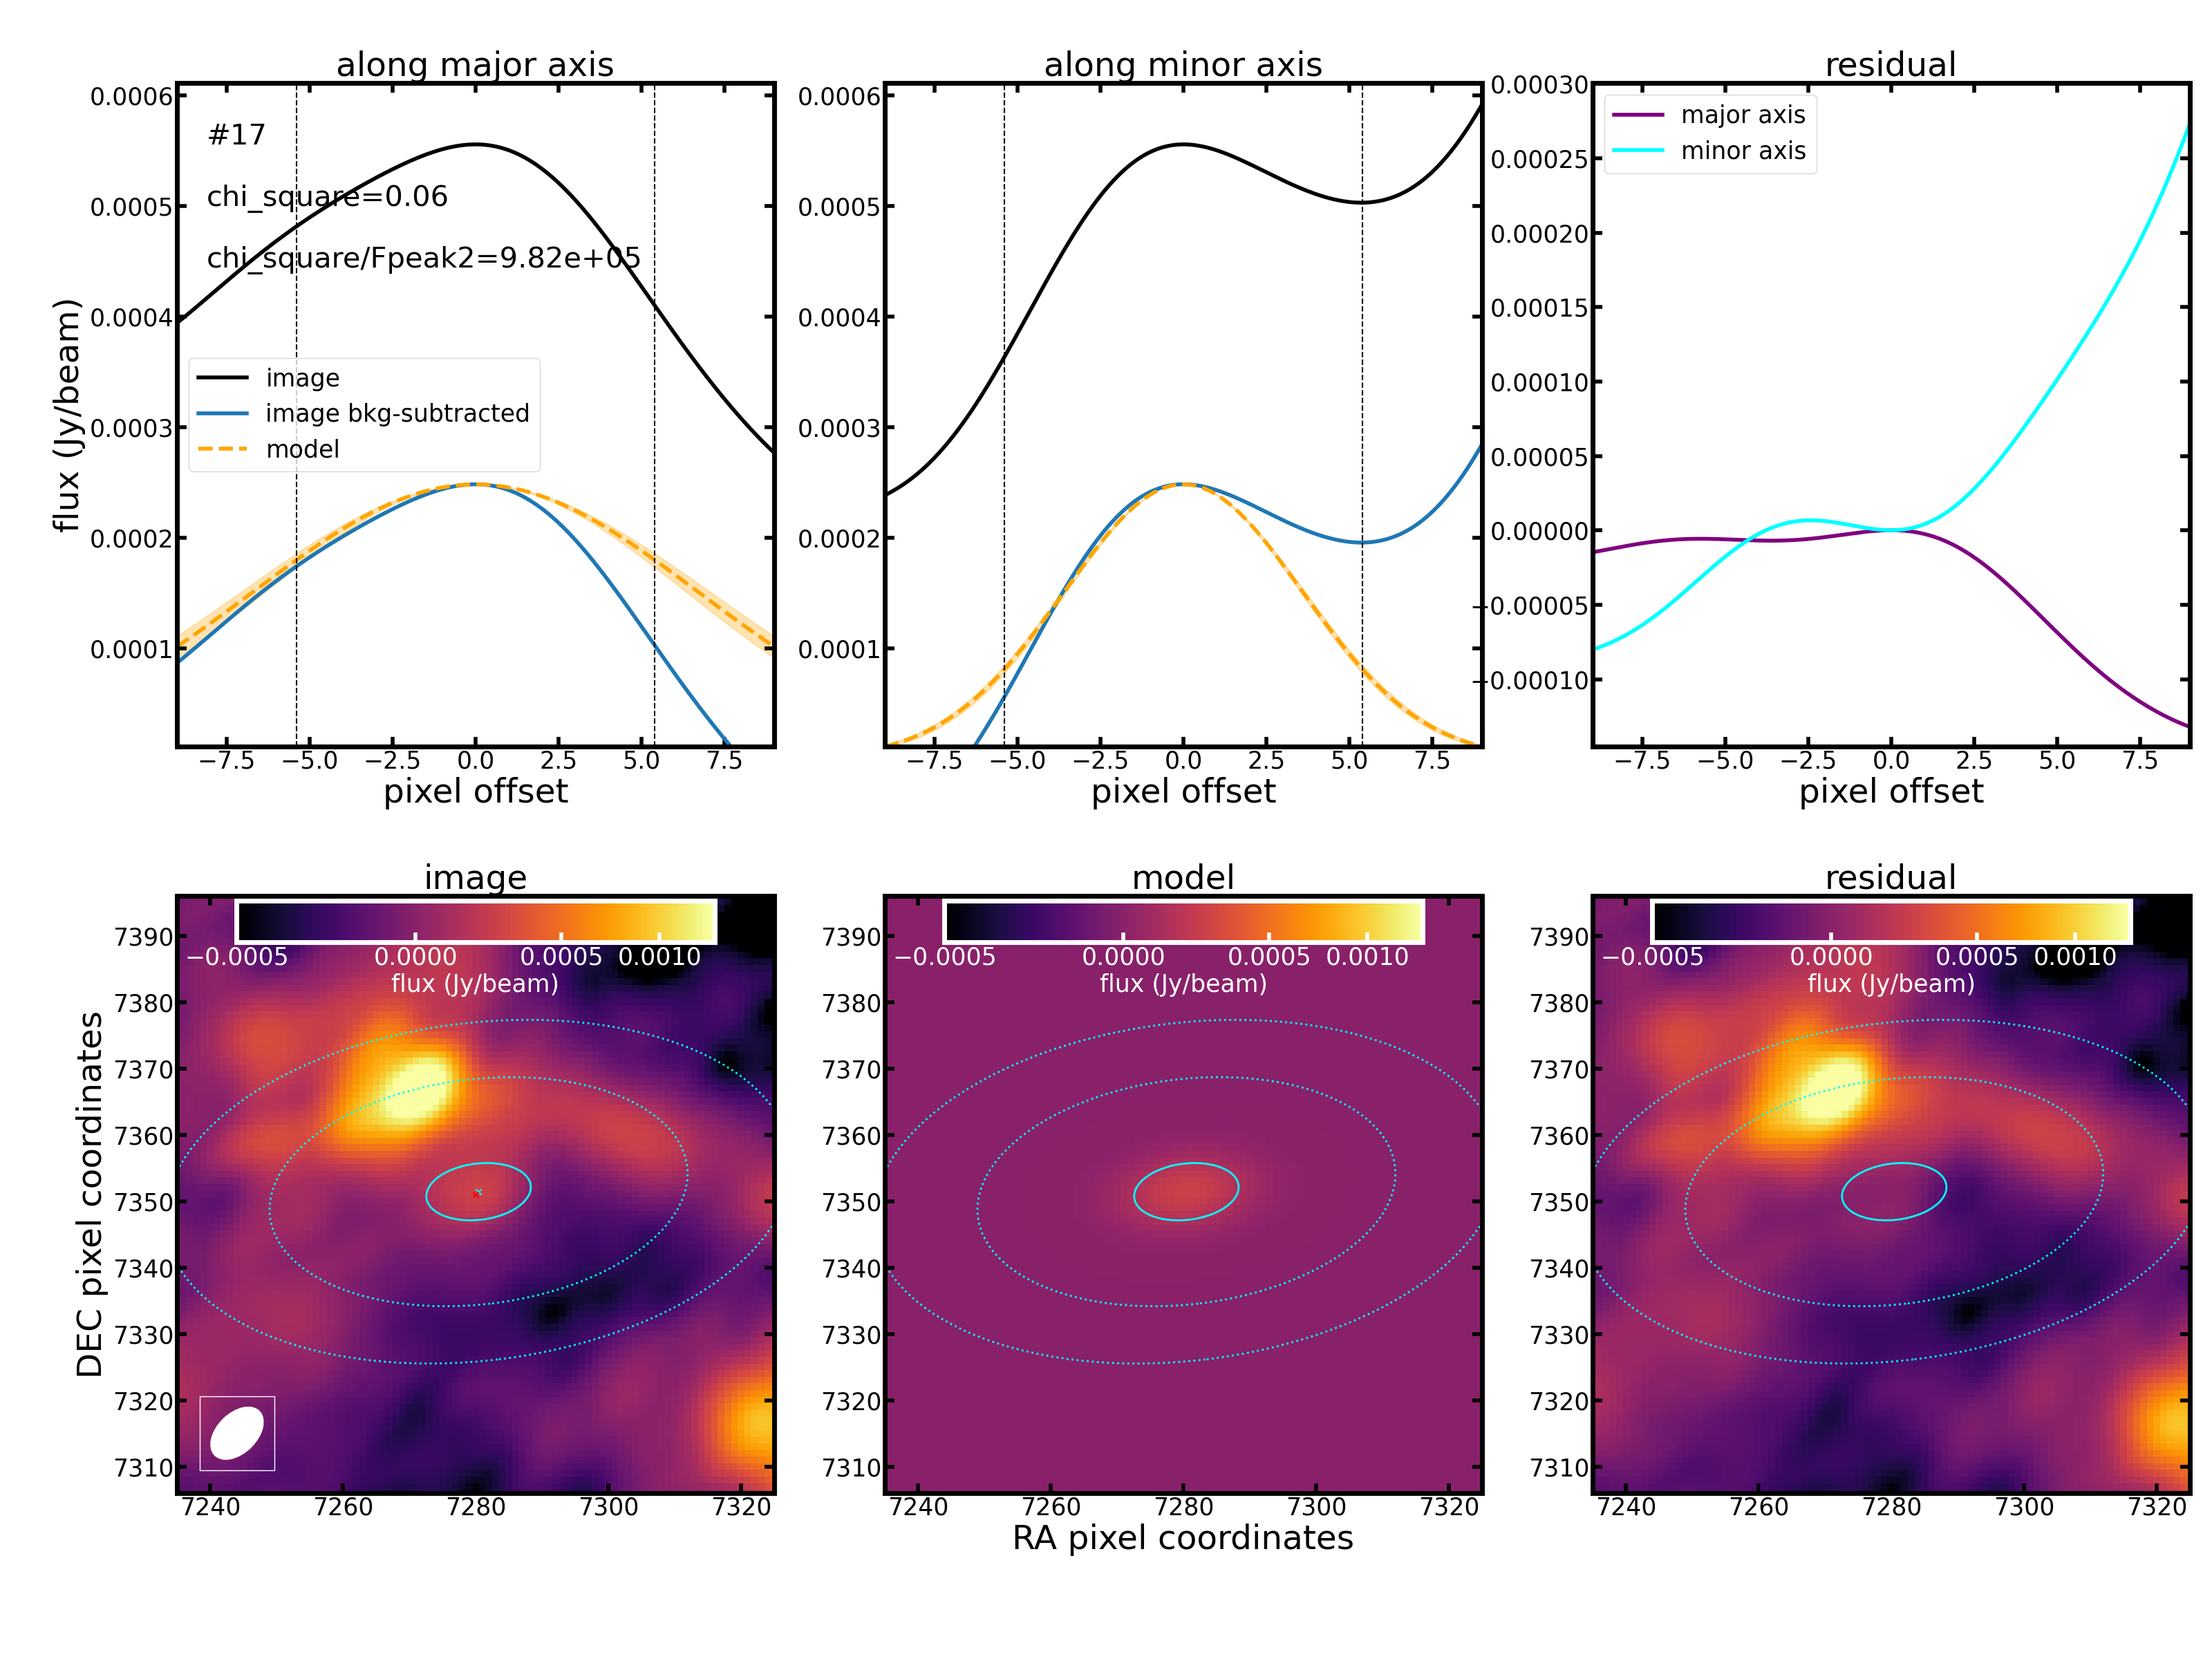 along major axis
along minor axis
residual
0.0006
0.0005
0.0004
0.0003
0.0002
0.0001
flux (Jy/beam)
#17
chi_square=0.06
chi_square/Fpeak2=9.82e+05
image
image bkg-subtracted
model
−7.5 −5.0 −2.5 0.0 2.5 5.0 7.5
pixel offset
0.0006
0.0005
0.0004
0.0003
0.0002
0.0001
−7.5 −5.0 −2.5 0.0 2.5 5.0 7.5
pixel offset
0.00030
0.00025
0.00020
0.00015
0.00010
0.00005
0.00000
−0.00005
−0.00010
major axis
minor axis
−7.5 −5.0 −2.5 0.0 2.5 5.0 7.5
pixel offset
image
model
residual
−0.0005 0.0000 0.0005 0.0010
flux (Jy/beam)
7390
7380
7370
7360
7350
7340
7330
7320
7310
DEC pixel coordinates
7240 7260 7280 7300 7320
−0.0005 0.0000 0.0005 0.0010
flux (Jy/beam)
7390
7380
7370
7360
7350
7340
7330
7320
7310
7240 7260 7280 7300 7320
RA pixel coordinates
−0.0005 0.0000 0.0005 0.0010
flux (Jy/beam)
7390
7380
7370
7360
7350
7340
7330
7320
7310
7240 7260 7280 7300 7320